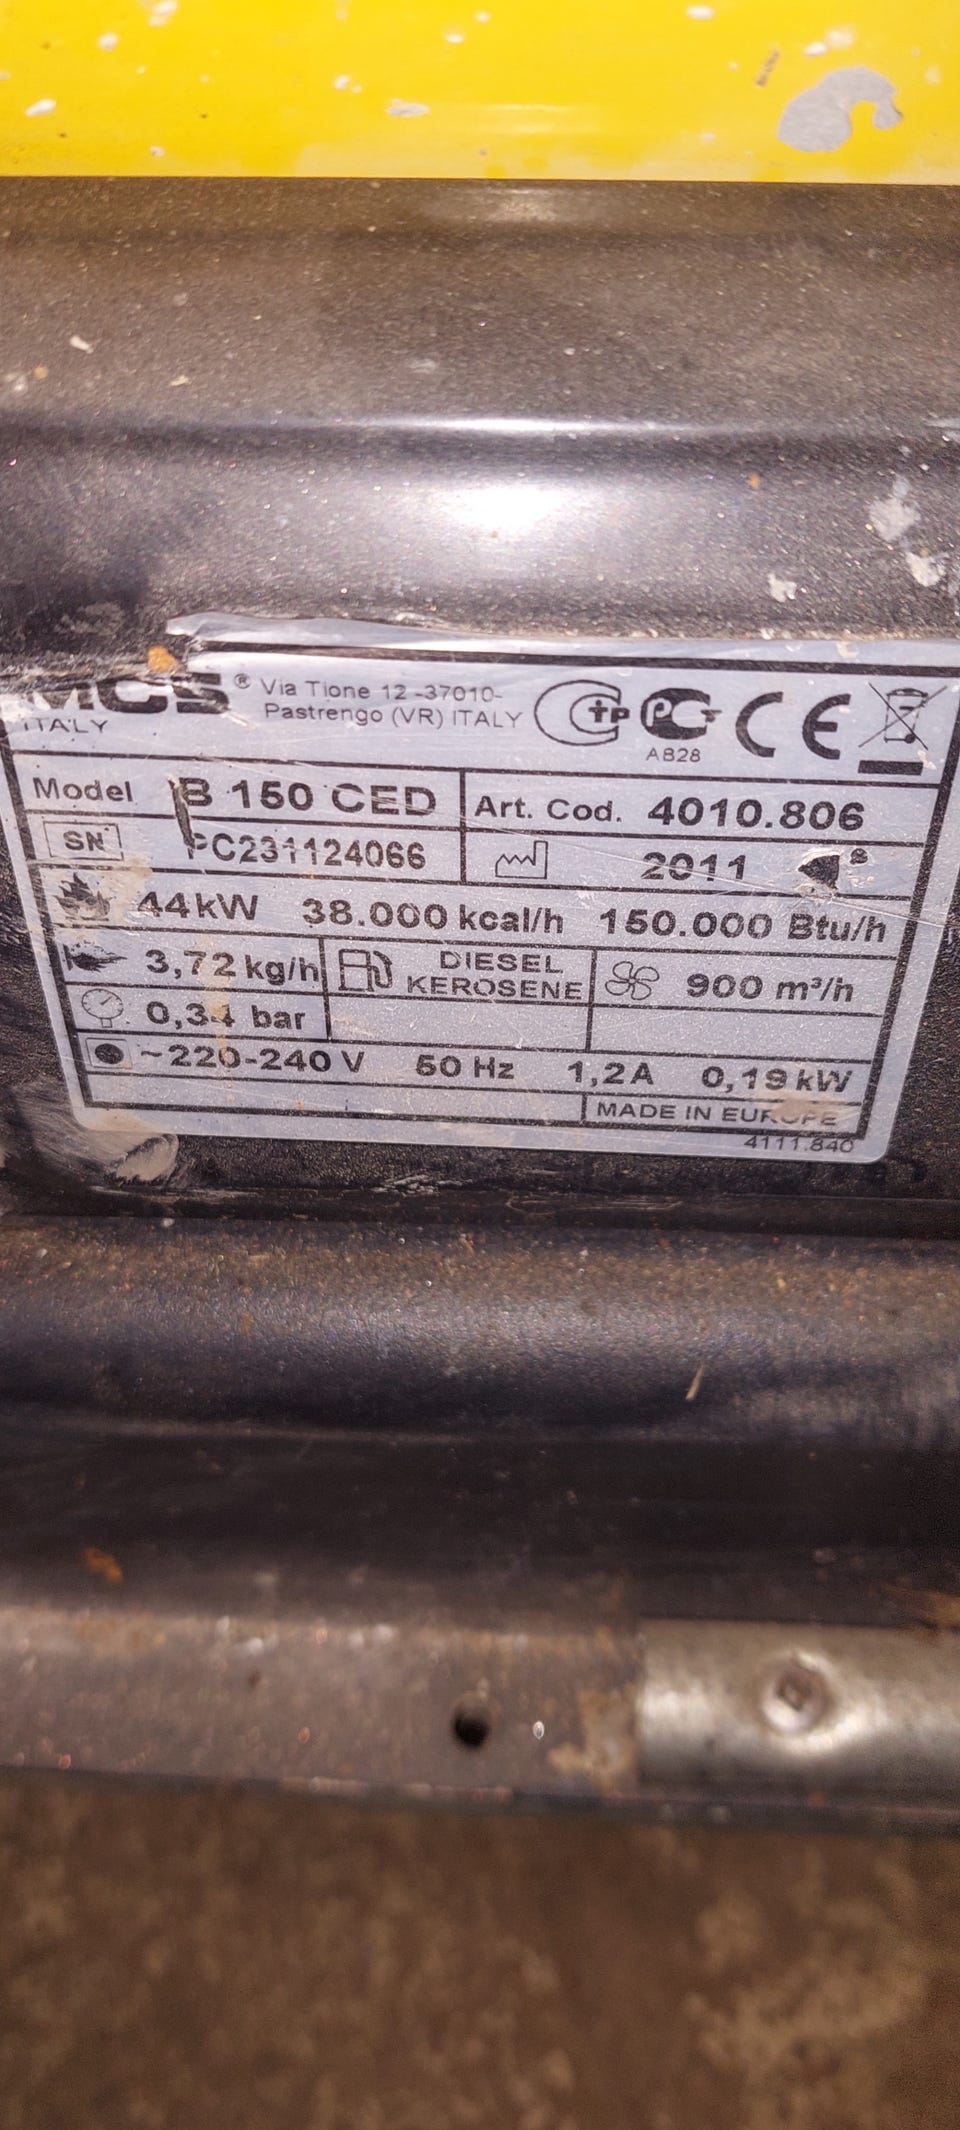 MCS® Via Tione 12 -37010-
ITALY Pastrengo (VR) ITALY
AB28
Model B 150 CED Art. Cod. 4010.806
SN PC231124066 2011
44kW 38.000 kcal/h 150.000 Btu/h
3,72 kg/h DIESEL KEROSENE 900 m³/h
0,34 bar
~220-240 V 50 Hz 1,2A 0,19 kW
MADE IN EUROPE
4111.840